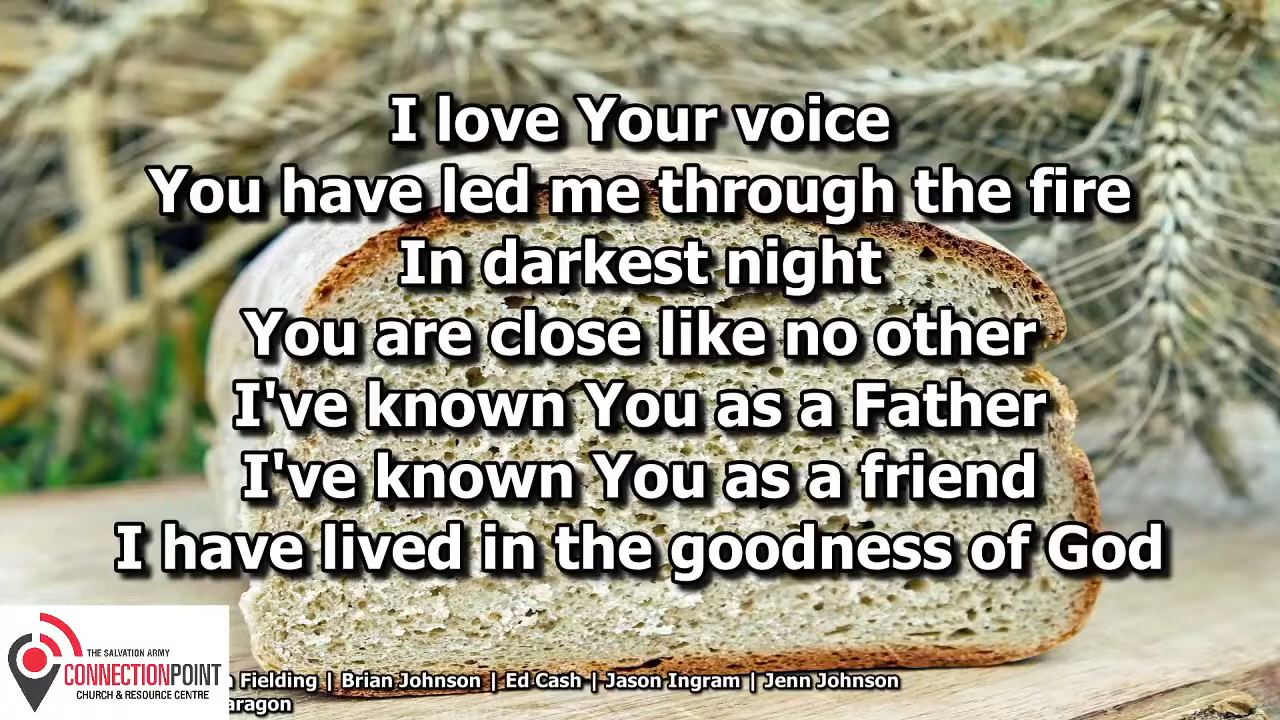 I love Your voice
You have led me through the fire
In darkest night
You are close like no other
I've known You as a Father
I've known You as a friend
I have lived in the goodness of God
THE SALVATION ARMY
CONNECTIONPOINT
CHURCH & RESOURCE CENTRE
Fielding | Brian Johnson | Ed Cash | Jason Ingram | Jenn Johnson